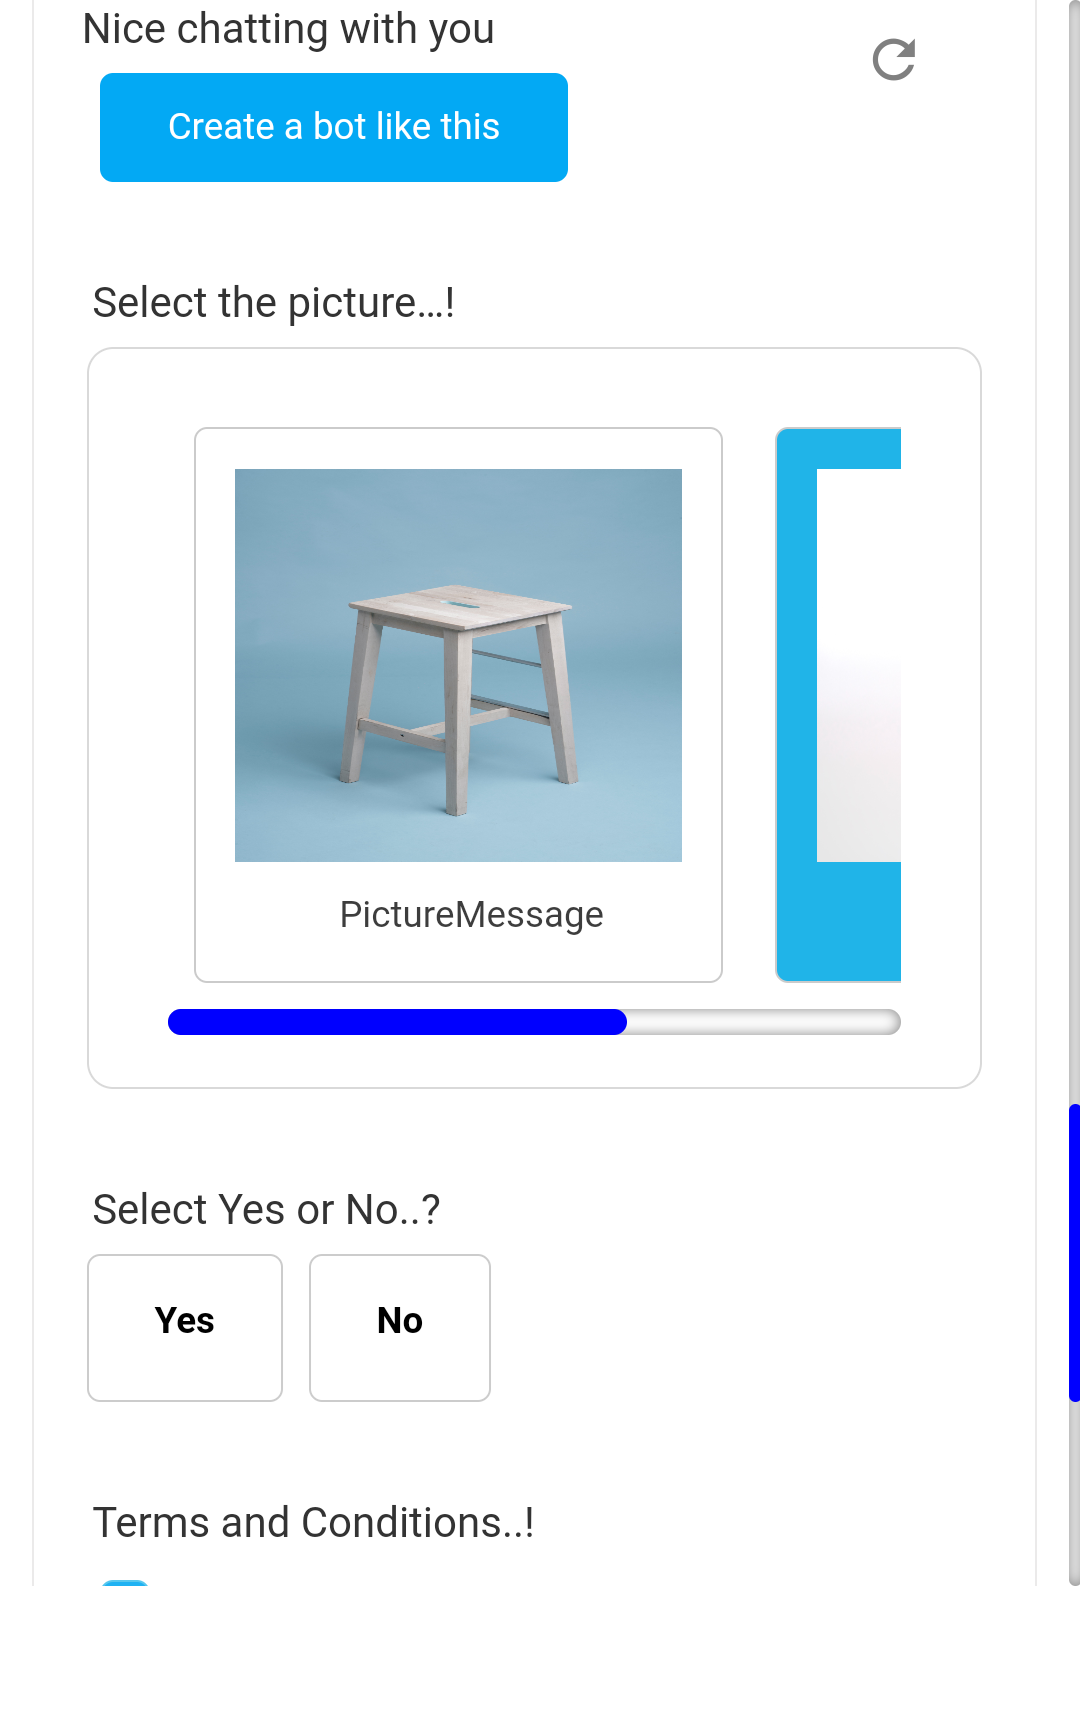 Nice chatting with you
Create a bot like this
Select the picture...!
PictureMessage
Select Yes or No..?
Yes No
Terms and Conditions..!